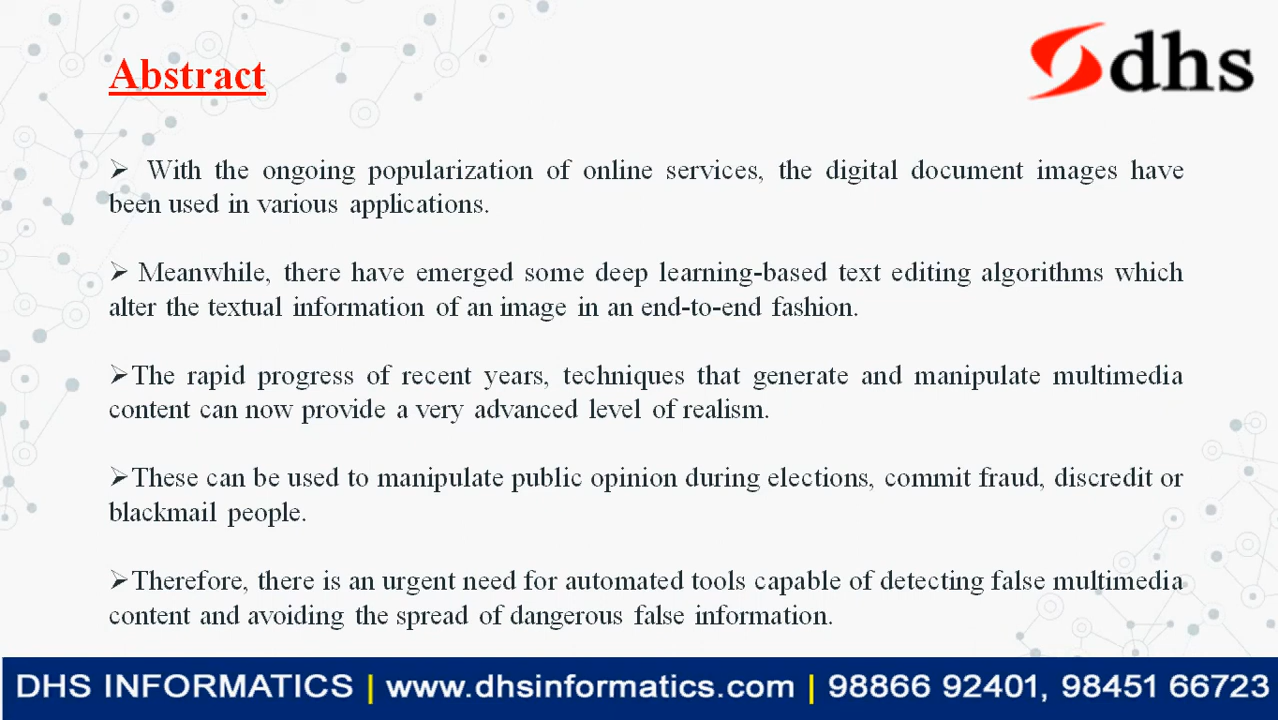 Abstract
dhs
➢ With the ongoing popularization of online services, the digital document images have
been used in various applications.
➢ Meanwhile, there have emerged some deep learning-based text editing algorithms which
alter the textual information of an image in an end-to-end fashion.
➢The rapid progress of recent years, techniques that generate and manipulate multimedia
content can now provide a very advanced level of realism.
➢These can be used to manipulate public opinion during elections, commit fraud, discredit or
blackmail people.
➢Therefore, there is an urgent need for automated tools capable of detecting false multimedia
content and avoiding the spread of dangerous false information.
DHS INFORMATICS | www.dhsinformatics.com | 98866 92401, 98451 66723